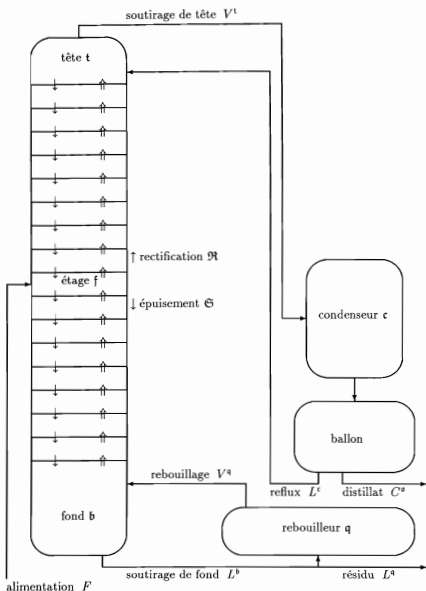 soutirage de tête V^t
tête t
↑ rectification ℜ
étage f
↓ épuisement 𝔖
condenseur c
ballon
rebouillage V^q
reflux L^c
distillat C^a
fond b
rebouilleur q
soutirage de fond L^b
résidu L^q
alimentation F